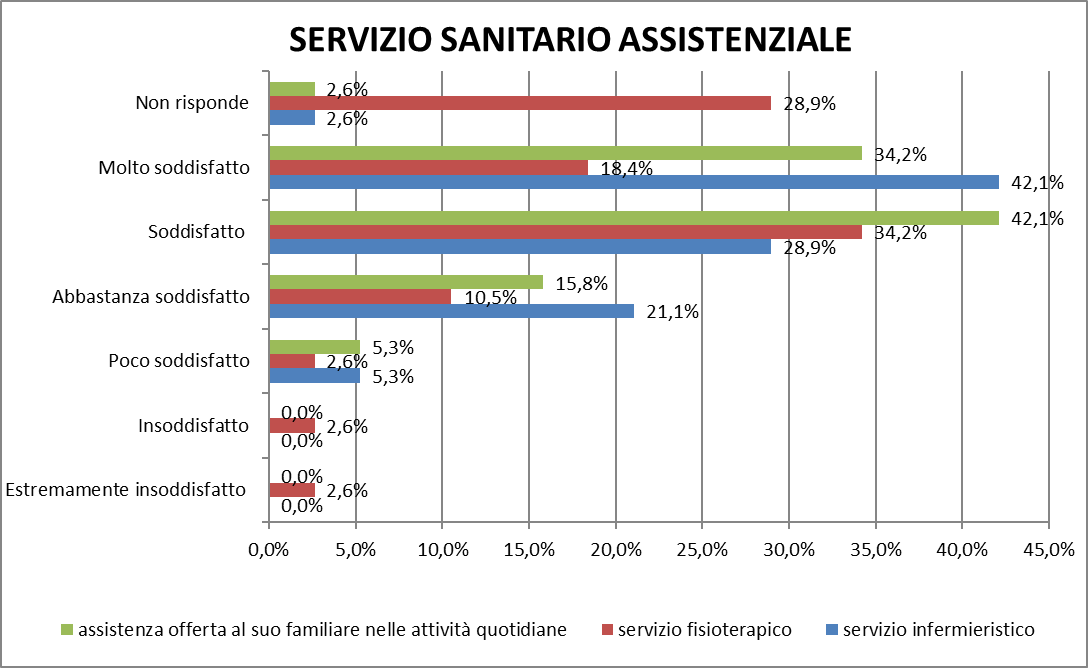 SERVIZIO SANITARIO ASSISTENZIALE
Non risponde
2,6%
28,9%
2,6%
Molto soddisfatto
34,2%
18,4%
42,1%
Soddisfatto
42,1%
34,2%
28,9%
Abbastanza soddisfatto
15,8%
10,5%
21,1%
Poco soddisfatto
5,3%
2,6%
5,3%
Insoddisfatto
0,0%
2,6%
0,0%
Estremamente insoddisfatto
0,0%
2,6%
0,0%
0,0% 5,0% 10,0% 15,0% 20,0% 25,0% 30,0% 35,0% 40,0% 45,0%
assistenza offerta al suo familiare nelle attività quotidiane servizio fisioterapico servizio infermieristico